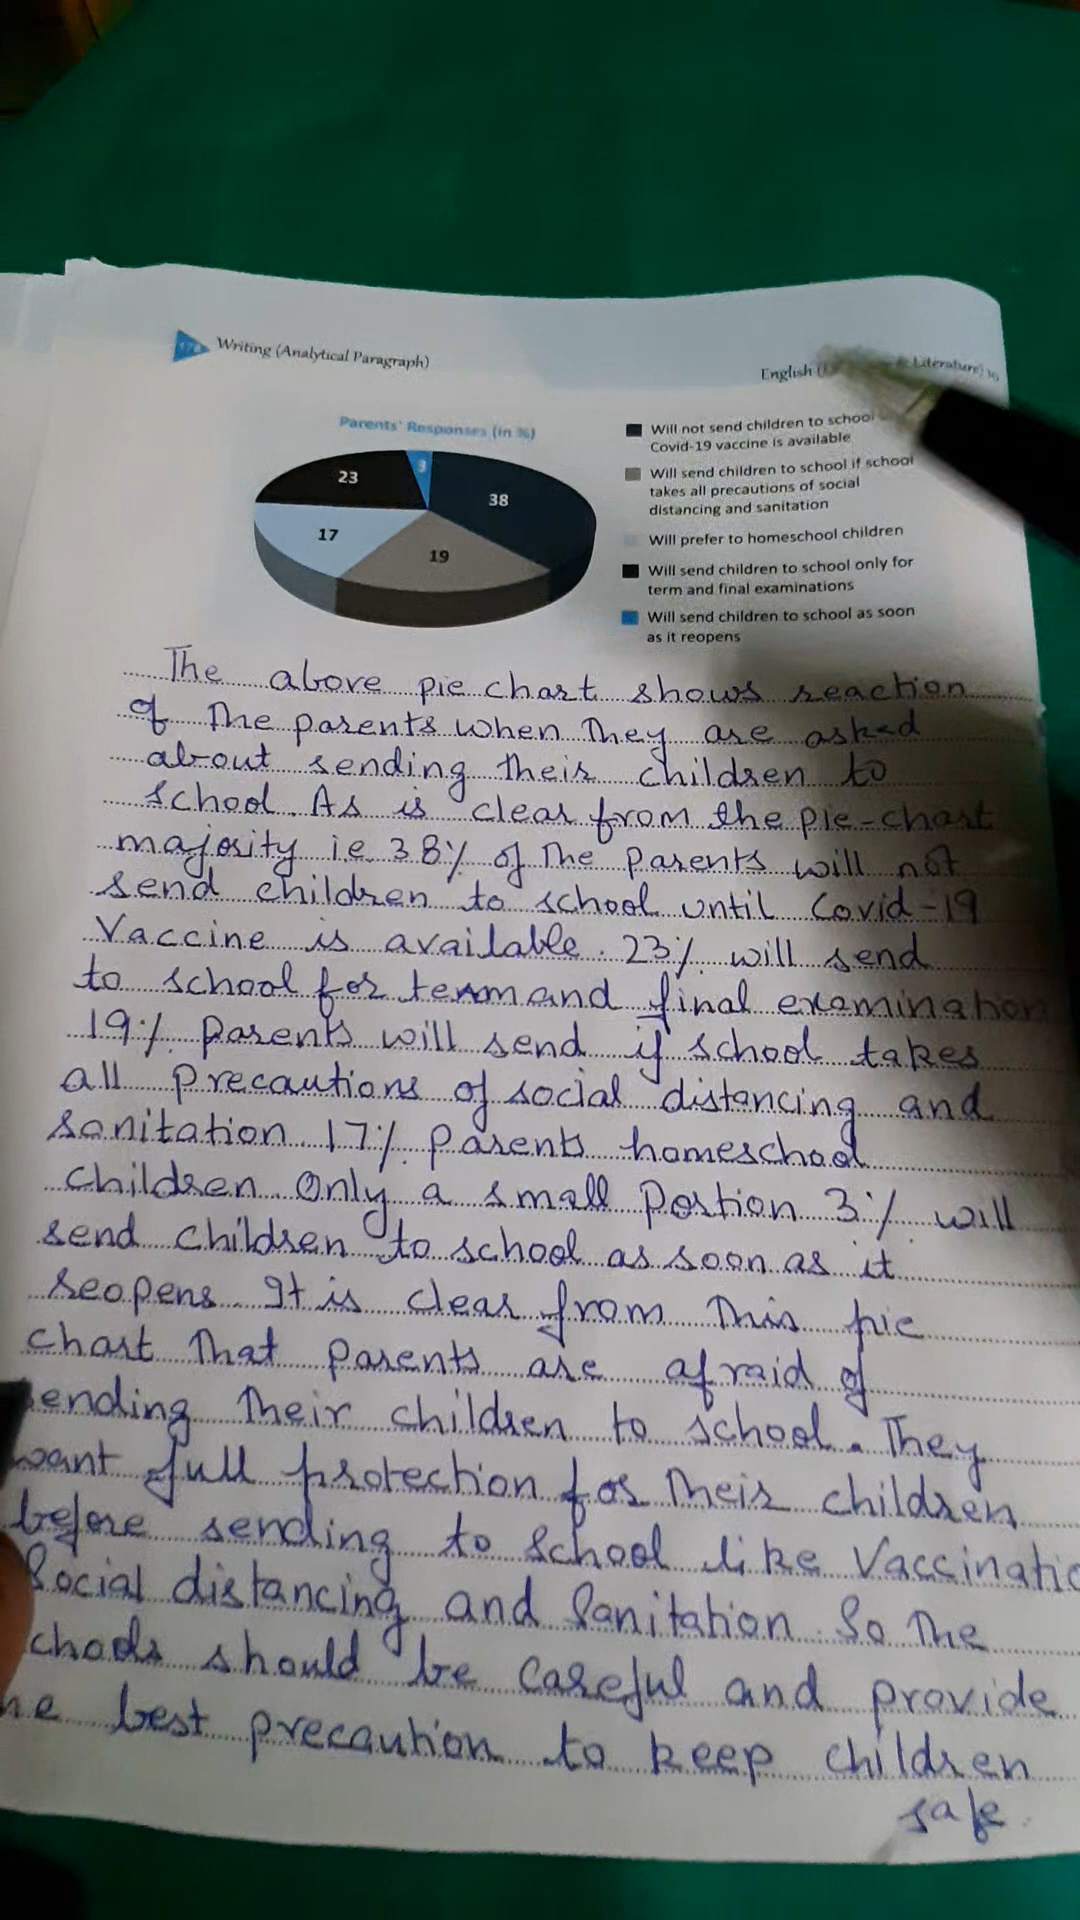 Writing (Analytical Paragraph)
English
Literature)
Parents' Responses (in %)
3
23
38
17
19
Will not send children to school
Covid-19 vaccine is available
Will send children to school if school
takes all precautions of social
distancing and sanitation
Will prefer to homeschool children
Will send children to school only for
term and final examinations
Will send children to school as soon
as it reopens
The above pie chart shows reaction
of the parents when they are asked
about sending their children to
school. As is clear from the pie-chart
majority i.e. 38% of the parents will not
send children to school until Covid-19
Vaccine is available. 23% will send
to school for term and final examination
19% parents will send if school takes
all precautions of social distancing and
sanitation. 17% parents homeschool
children. Only a small portion 3% will
send children to school as soon as it
reopens. It is clear from this pie
chart that parents are afraid of
sending their children to school. They
want full protection for their children
before sending to school like Vaccinatio
Social distancing and Sanitation. So the
chools should be careful and provide
he best precaution to keep children
safe.